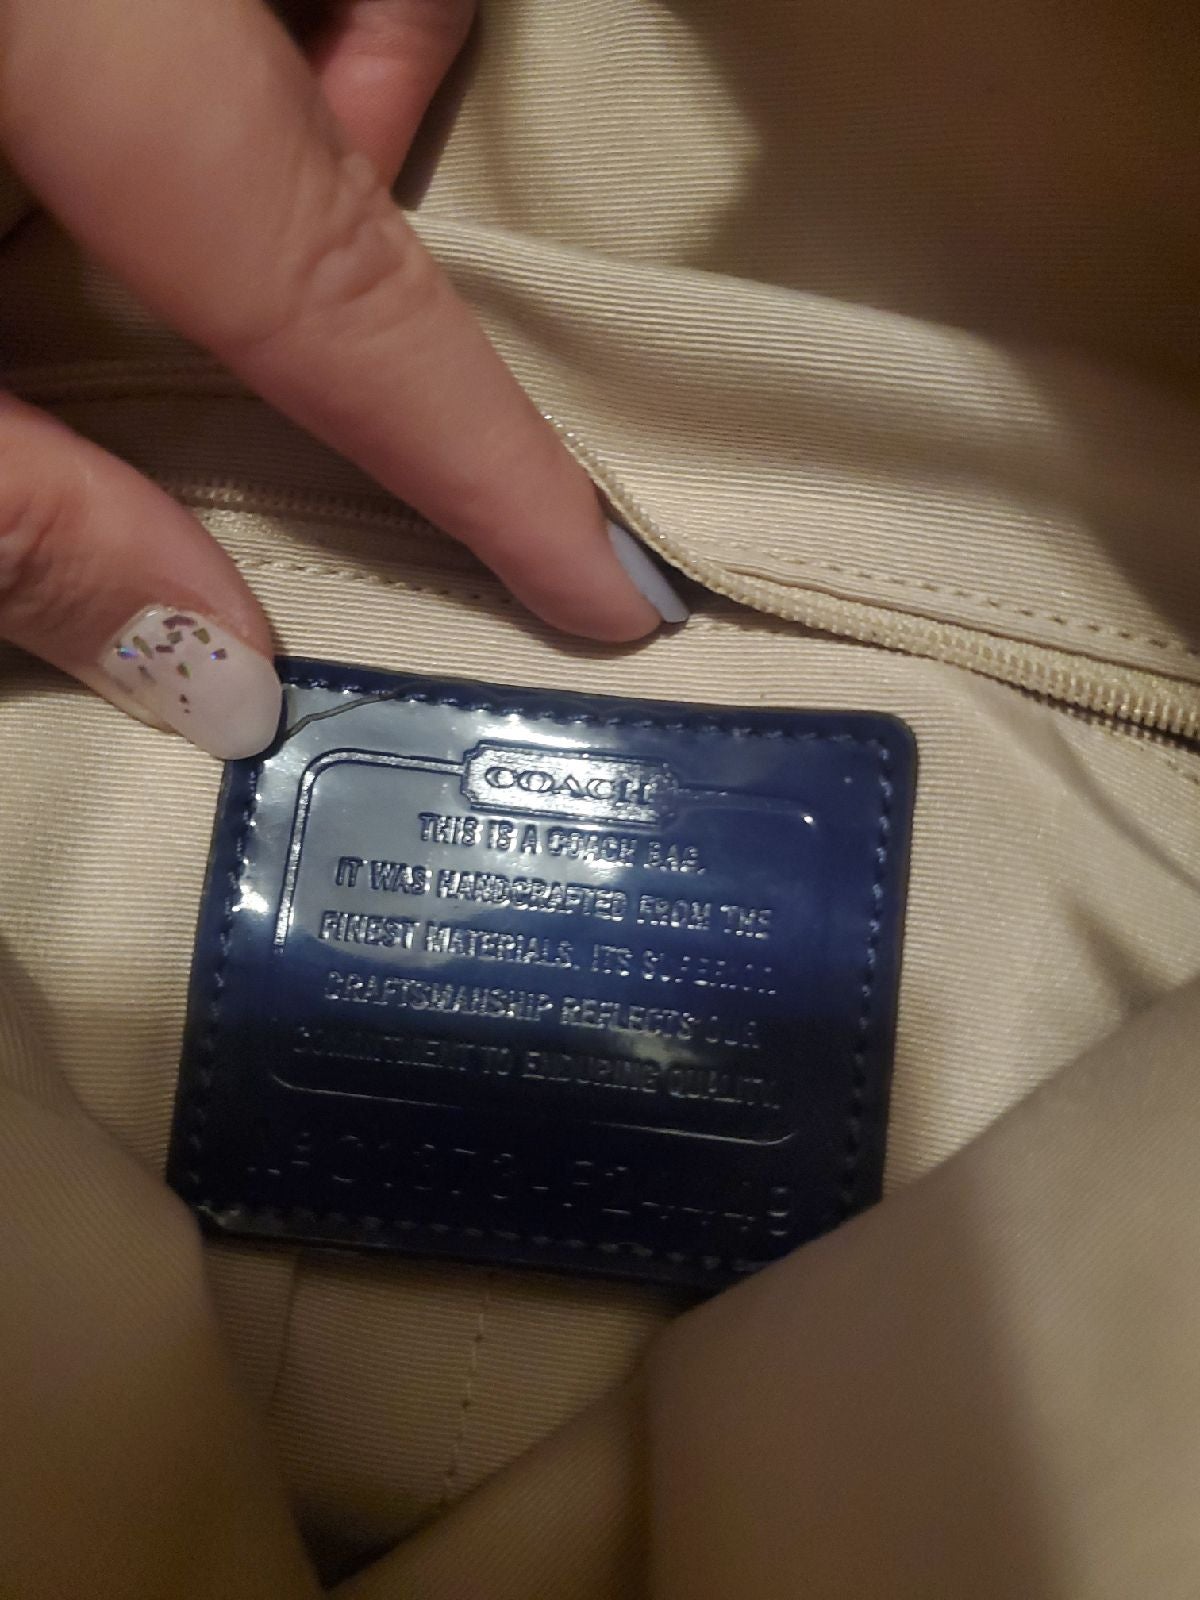 COACH
THIS IS A COACH BAG.
IT WAS HANDCRAFTED FROM THE
FINEST MATERIALS. ITS SUPERIOR
CRAFTSMANSHIP REFLECTS OUR
COMMITMENT TO ENDURING QUALITY.